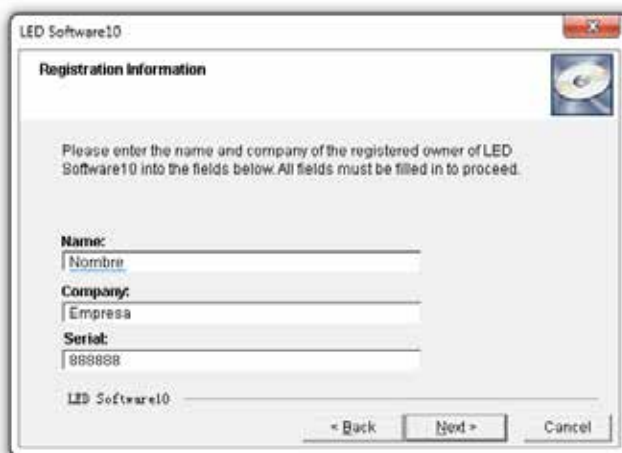 LED Software10
Registration Information
Please enter the name and company of the registered owner of LED
Software10 into the fields below. All fields must be filled in to proceed.
Name:
Nombre
Company:
Empresa
Serial:
888888
LED Software10
< Back
Next >
Cancel